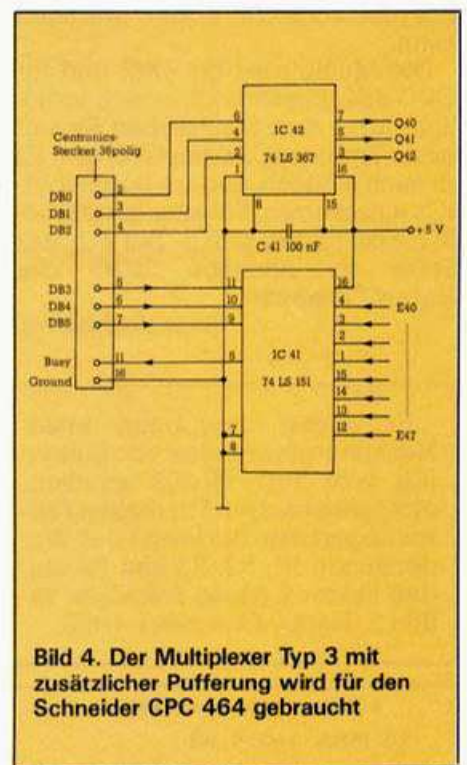 Centronics-
Stecker 36polig
DB0
DB1
DB2
DB3
DB4
DB5
Busy
Ground
2
3
4
5
6
7
11
16
6
4
2
1
IC 42
74 LS 367
7
5
3
16
Q40
Q41
Q42
8
15
C 41 100 nF
+5 V
11
10
9
5
7
8
IC 41
74 LS 151
16
4
3
2
1
15
14
13
12
E40
E47
Bild 4. Der Multiplexer Typ 3 mit
zusätzlicher Pufferung wird für den
Schneider CPC 464 gebraucht